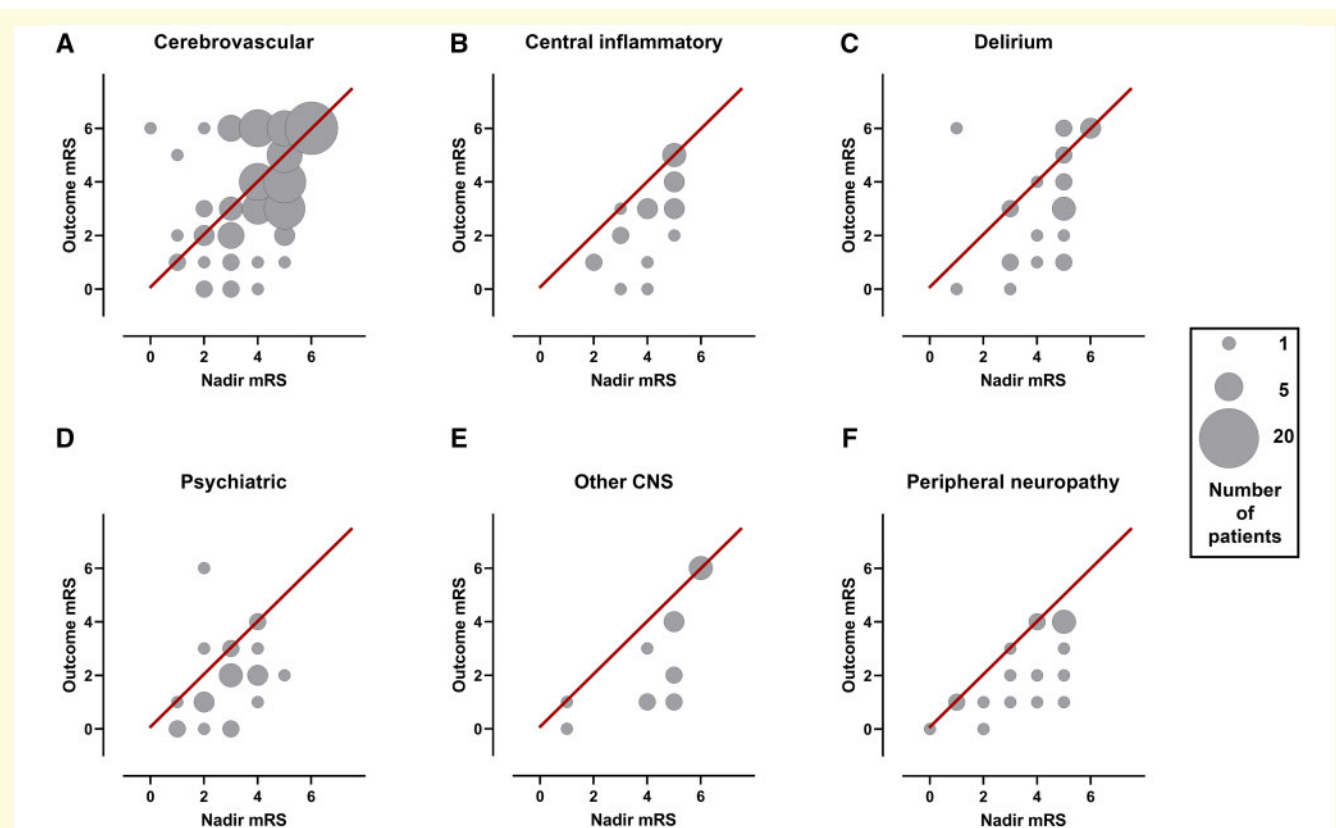 A
Cerebrovascular
Outcome mRS
6
4
2
0
0 2 4 6
Nadir mRS
B
Central inflammatory
Outcome mRS
6
4
2
0
0 2 4 6
Nadir mRS
C
Delirium
Outcome mRS
6
4
2
0
0 2 4 6
Nadir mRS
1
5
20
Number
of
patients
D
Psychiatric
Outcome mRS
6
4
2
0
0 2 4 6
Nadir mRS
E
Other CNS
Outcome mRS
6
4
2
0
0 2 4 6
Nadir mRS
F
Peripheral neuropathy
Outcome mRS
6
4
2
0
0 2 4 6
Nadir mRS